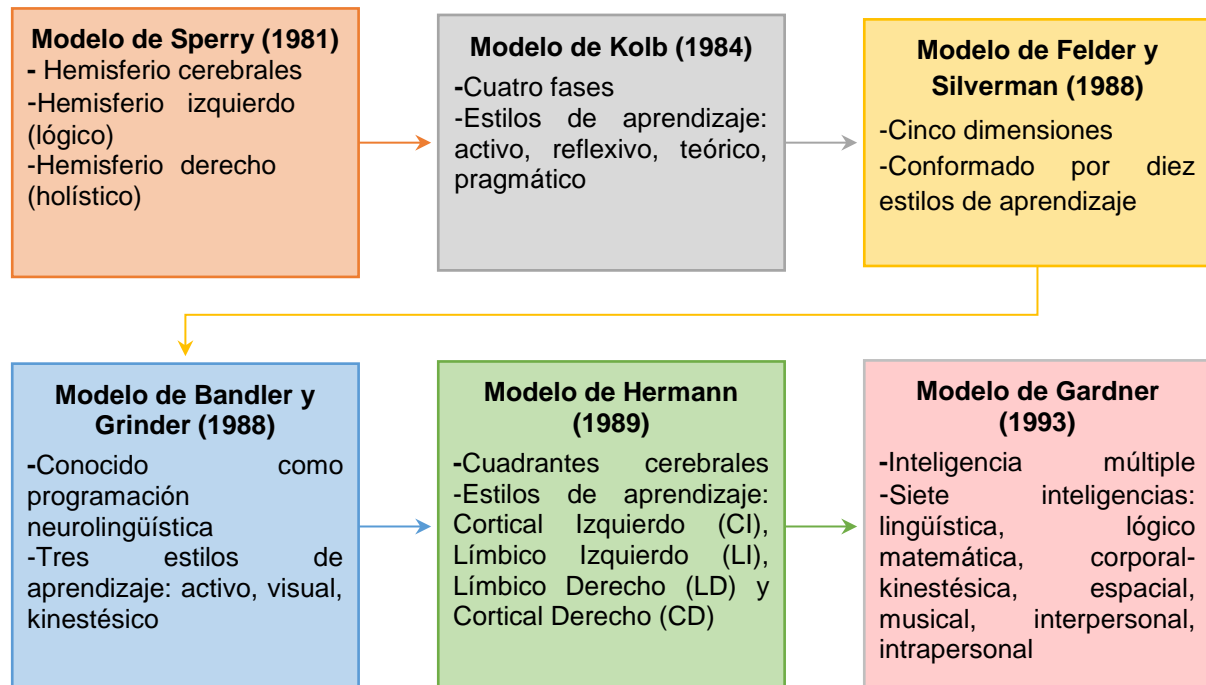 Modelo de Sperry (1981)
- Hemisferio cerebrales
-Hemisferio izquierdo
(lógico)
-Hemisferio derecho
(holístico)
Modelo de Kolb (1984)
-Cuatro fases
-Estilos de aprendizaje:
activo, reflexivo, teórico,
pragmático
Modelo de Felder y
Silverman (1988)
-Cinco dimensiones
-Conformado por diez
estilos de aprendizaje
Modelo de Bandler y
Grinder (1988)
-Conocido como
programación
neurolingüística
-Tres estilos de
aprendizaje: activo, visual,
kinestésico
Modelo de Hermann
(1989)
-Cuadrantes cerebrales
-Estilos de aprendizaje:
Cortical Izquierdo (CI),
Límbico Izquierdo (LI),
Límbico Derecho (LD) y
Cortical Derecho (CD)
Modelo de Gardner
(1993)
-Inteligencia múltiple
-Siete inteligencias:
lingüística, lógico
matemática, corporal-
kinestésica, espacial,
musical, interpersonal,
intrapersonal